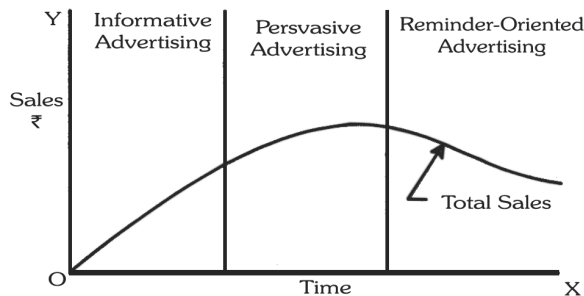 Y
Informative
Advertising
Persvasive
Advertising
Reminder-Oriented
Advertising
Sales
₹
Total Sales
O
Time
X